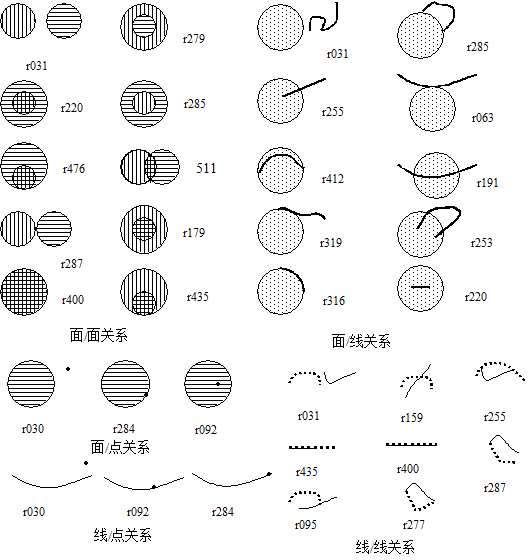 r031
r279
r220
r285
r476
511
r287
r179
r400
r435
面/面关系
r031
r285
r255
r063
r412
r191
r319
r253
r316
r220
面/线关系
r030
r284
r092
面/点关系
r030
r092
r284
线/点关系
r031
r159
r255
r435
r400
r287
r095
r277
线/线关系